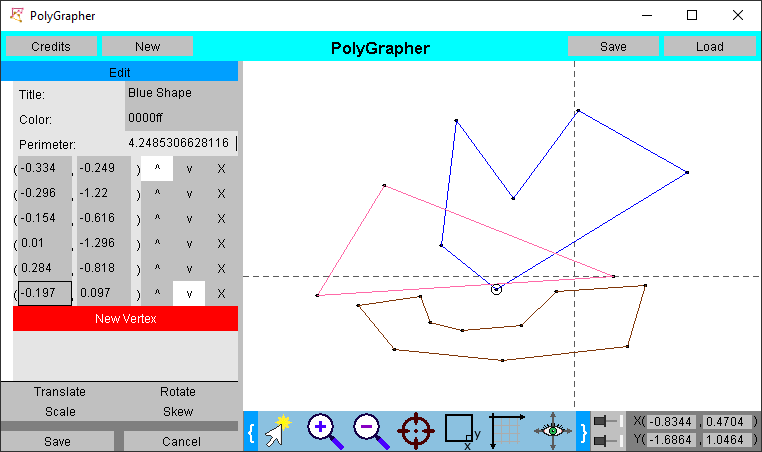 PolyGrapher
Credits New PolyGrapher Save Load
Edit
Title: Blue Shape
Color: 0000ff
Perimeter: 4.2485306628116
( -0.334 , -0.249 ) ^ v X
( -0.296 , -1.22 ) ^ v X
( -0.154 , -0.616 ) ^ v X
( 0.01 , -1.296 ) ^ v X
( 0.284 , -0.818 ) ^ v X
( -0.197 , 0.097 ) ^ v X
New Vertex
Translate Rotate
Scale Skew
Save Cancel
{ y x } X( -0.8344 , 0.4704 )
Y( -1.6864 , 1.0464 )